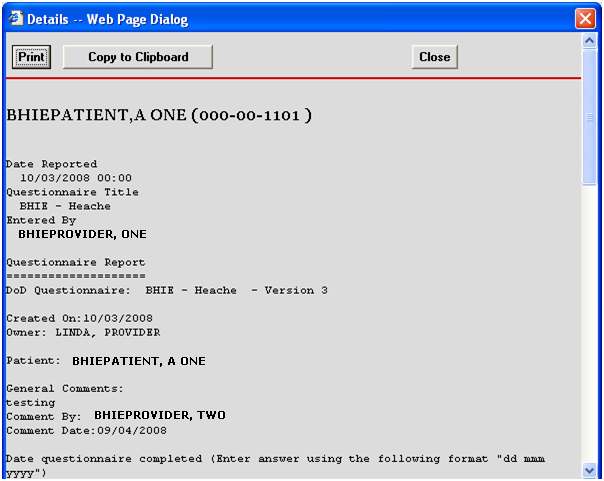 Details -- Web Page Dialog
Print Copy to Clipboard Close
BHIEPATIENT,A ONE (000-00-1101 )
Date Reported
10/03/2008 00:00
Questionnaire Title
BHIE - Heache
Entered By
BHIEPROVIDER, ONE
Questionnaire Report
====================
DoD Questionnaire: BHIE - Heache - Version 3
Created On:10/03/2008
Owner: LINDA, PROVIDER
Patient: BHIEPATIENT, A ONE
General Comments:
testing
Comment By: BHIEPROVIDER, TWO
Comment Date:09/04/2008
Date questionnaire completed (Enter answer using the following format "dd mmm
yyyy")